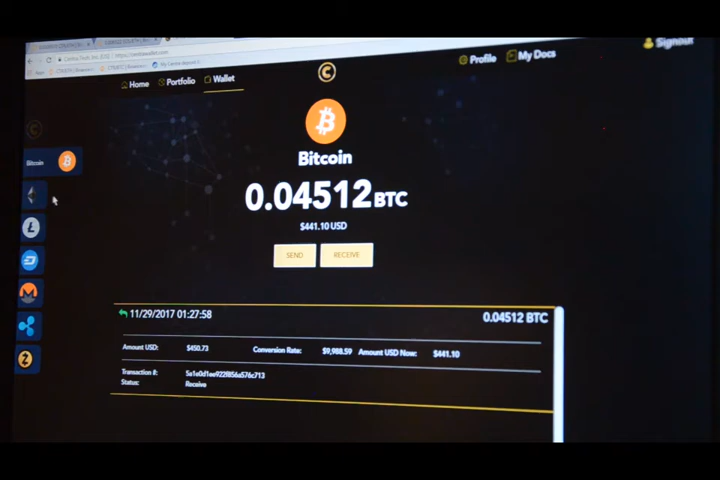 Home Portfolio Wallet Profile My Docs Signout
Bitcoin
Bitcoin
0.04512 BTC
$441.10 USD
SEND RECEIVE
11/29/2017 01:27:58 0.04512 BTC
Amount USD: $450.73 Conversion Rate: $9,988.59 Amount USD Now: $441.10
Transaction #: 5a1e0d1ee922f856a576c713
Status: Receive